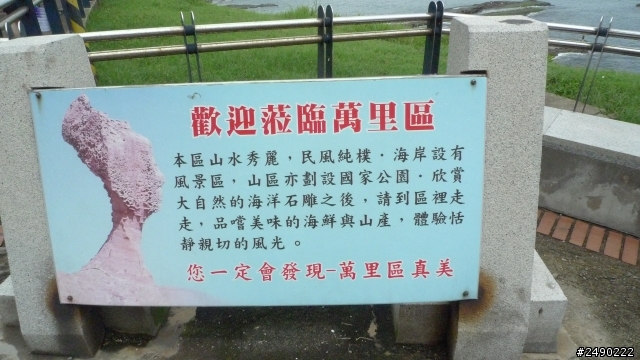 歡迎蒞臨萬里區
本區山水秀麗，民風純樸．海岸設有
風景區，山區亦劃設國家公園．欣賞
大自然的海洋石雕之後，請到區裡走
走，品嚐美味的海鮮與山產，體驗恬
靜親切的風光。
您一定會發現-萬里區真美
#2490222